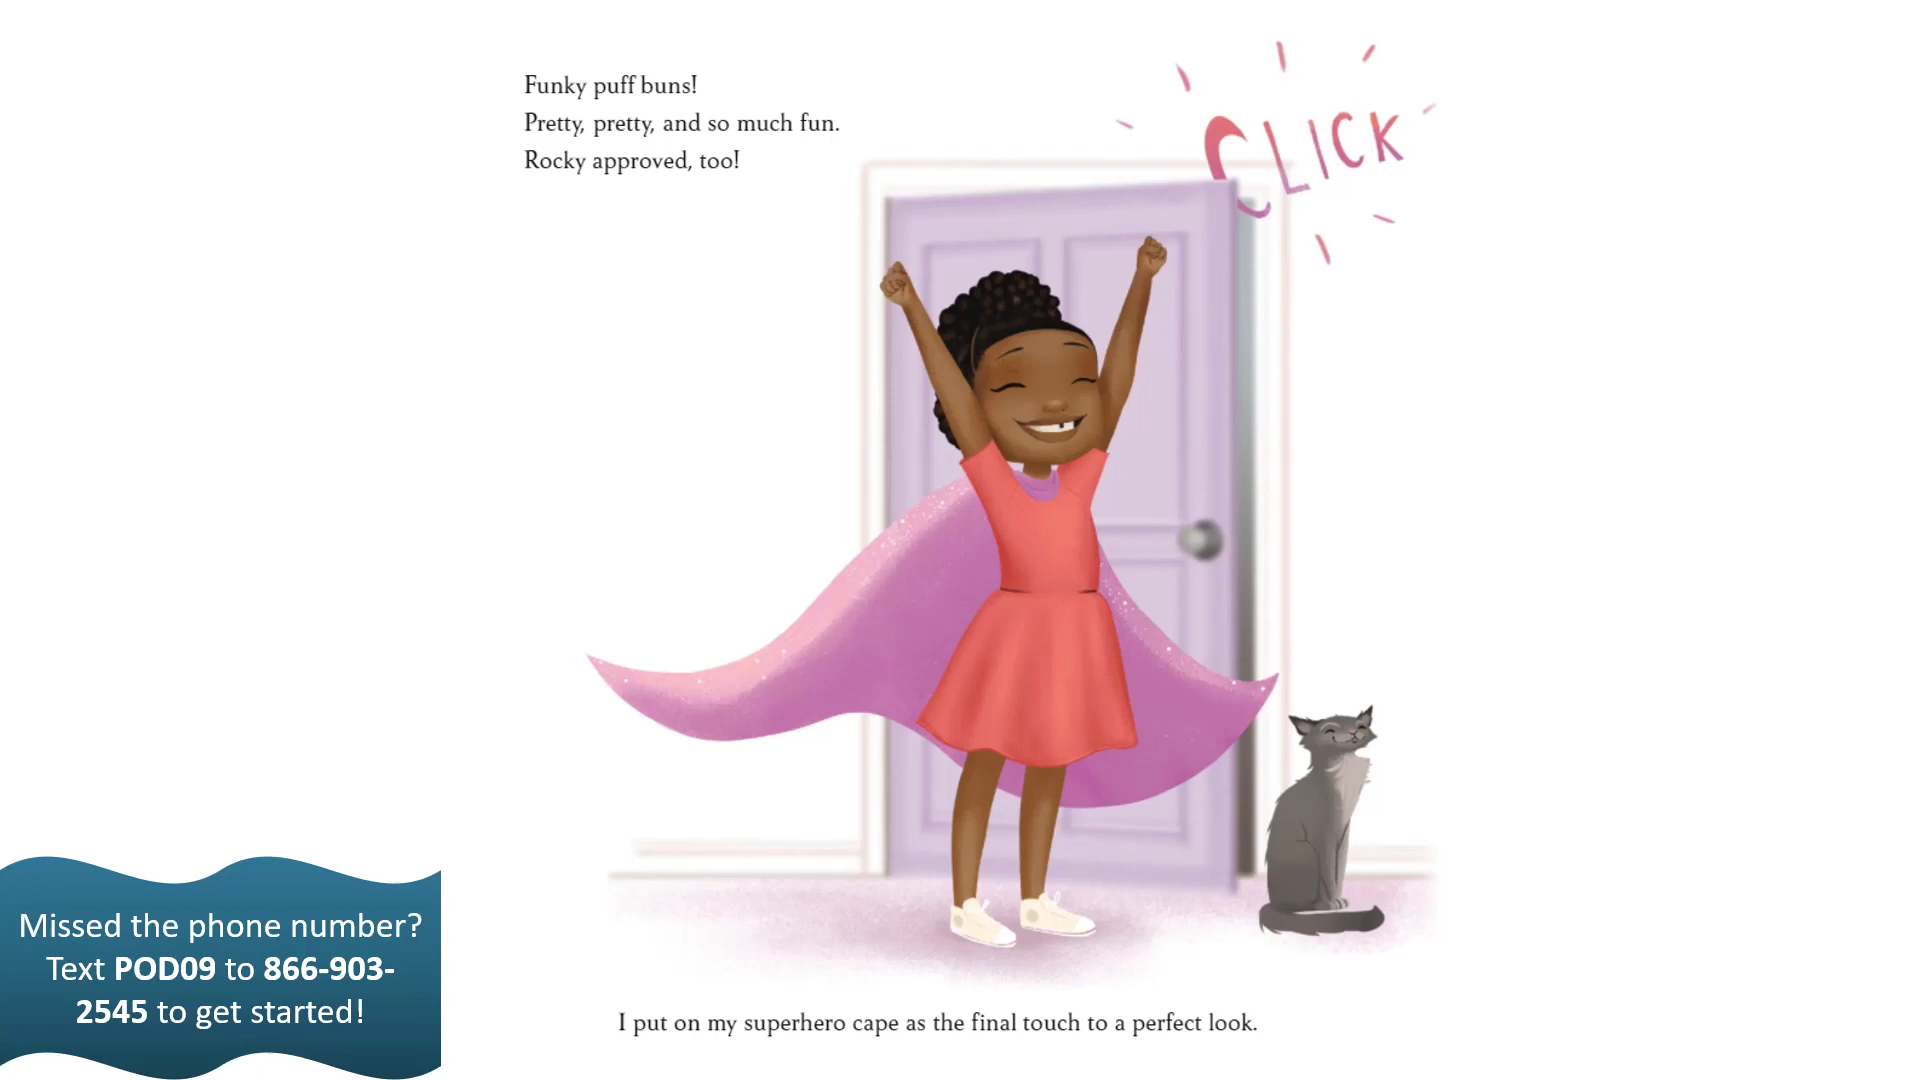 Funky puff buns!
Pretty, pretty, and so much fun.
Rocky approved, too!
CLICK
Missed the phone number?
Text POD09 to 866-903-
2545 to get started!
I put on my superhero cape as the final touch to a perfect look.